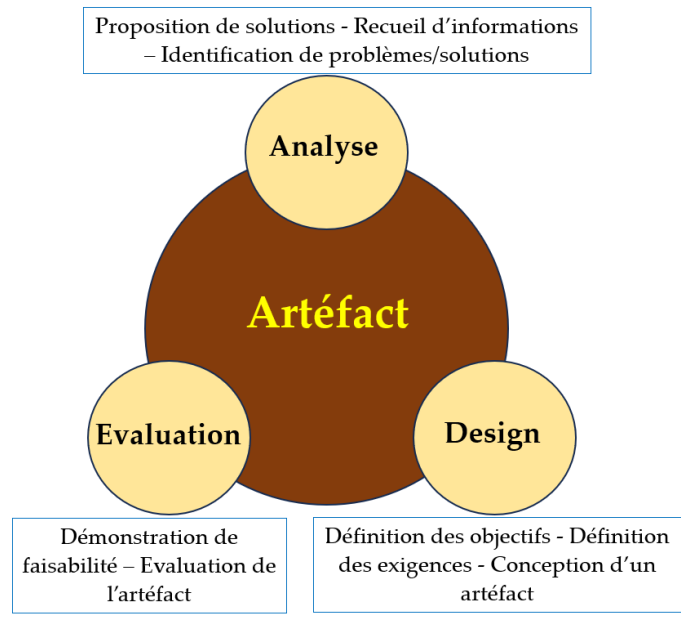 Proposition de solutions - Recueil d’informations
– Identification de problèmes/solutions
Analyse
Artéfact
Evaluation
Design
Démonstration de
faisabilité – Evaluation de
l’artéfact
Définition des objectifs - Définition
des exigences - Conception d’un
artéfact